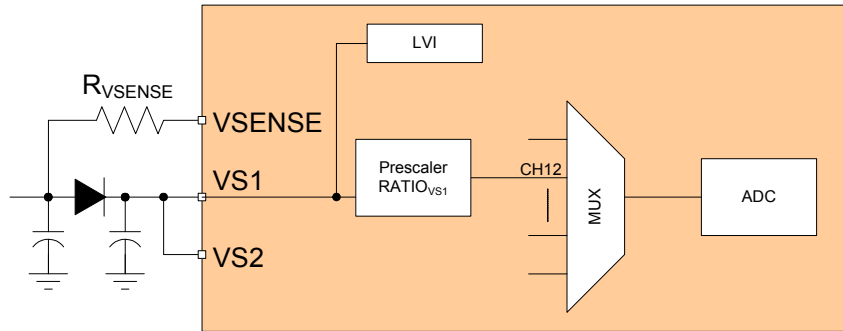 LVI
RVSENSE
VSENSE
Prescaler
RATIOVS1
CH12
MUX
ADC
VS1
VS2